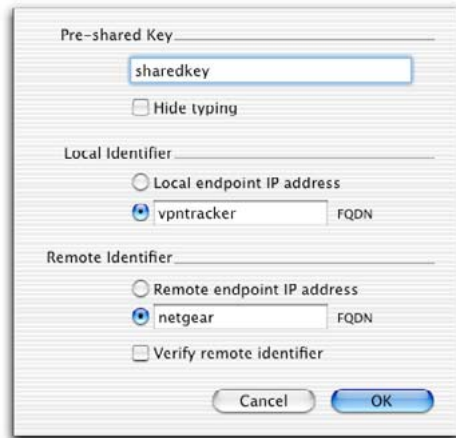 Pre-shared Key
sharedkey
Hide typing
Local Identifier
Local endpoint IP address
vpntracker FQDN
Remote Identifier
Remote endpoint IP address
netgear FQDN
Verify remote identifier
Cancel OK